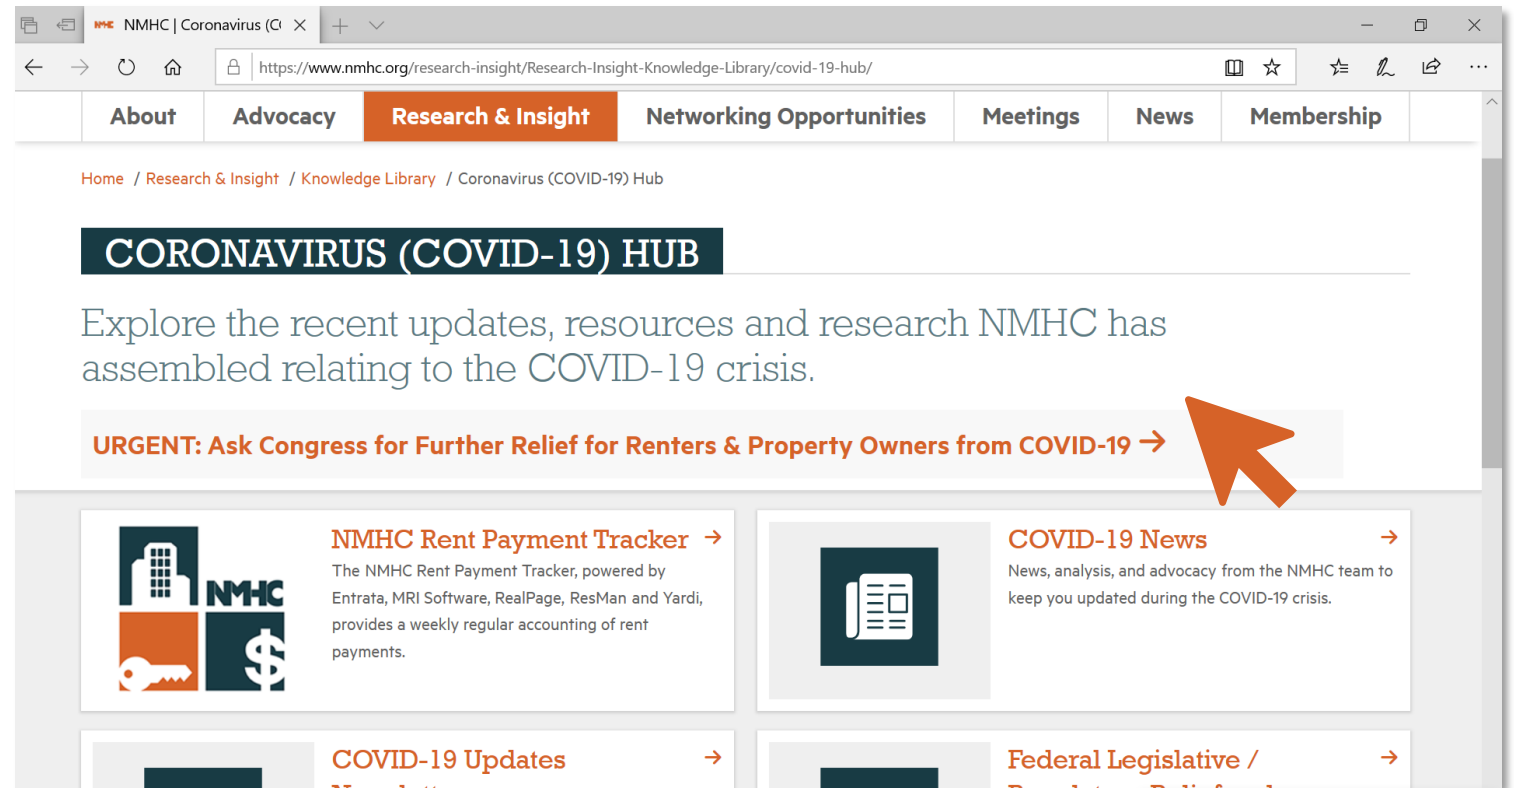 NMHC | Coronavirus (C
https://www.nmhc.org/research-insight/Research-Insight-Knowledge-Library/covid-19-hub/
About Advocacy Research & Insight Networking Opportunities Meetings News Membership
Home / Research & Insight / Knowledge Library / Coronavirus (COVID-19) Hub
CORONAVIRUS (COVID-19) HUB
Explore the recent updates, resources and research NMHC has
assembled relating to the COVID-19 crisis.
URGENT: Ask Congress for Further Relief for Renters & Property Owners from COVID-19 →
NMHC
$
NMHC Rent Payment Tracker →
The NMHC Rent Payment Tracker, powered by
Entrata, MRI Software, RealPage, ResMan and Yardi,
provides a weekly regular accounting of rent
payments.
COVID-19 News →
News, analysis, and advocacy from the NMHC team to
keep you updated during the COVID-19 crisis.
COVID-19 Updates →
Federal Legislative / →